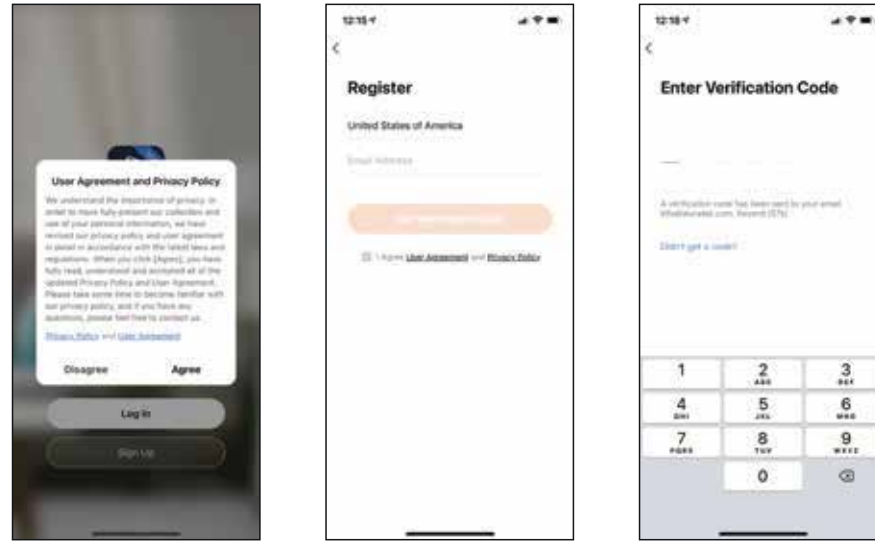 User Agreement and Privacy Policy
We understand the importance of privacy. In
order to more fully present our collection and
use of your personal information, we have
revised our privacy policy and user agreement
in detail in accordance with the latest laws and
regulations. When you click [Agree], you have
fully read, understood and accepted all of the
updated Privacy Policy and User Agreement.
Please take some time to become familiar with
our privacy policy, and if you have any
questions, please feel free to contact us.
Privacy Policy and User Agreement
Disagree
Agree
Log In
Sign Up
12:15
Register
United States of America
Email Address
I Agree User Agreement and Privacy Policy
12:16
Enter Verification Code
A verification code has been sent to your email
Resend (57s)
Didn't get a code?
1
2 ABC
3 DEF
4 GHI
5 JKL
6 MNO
7 PQRS
8 TUV
9 WXYZ
0